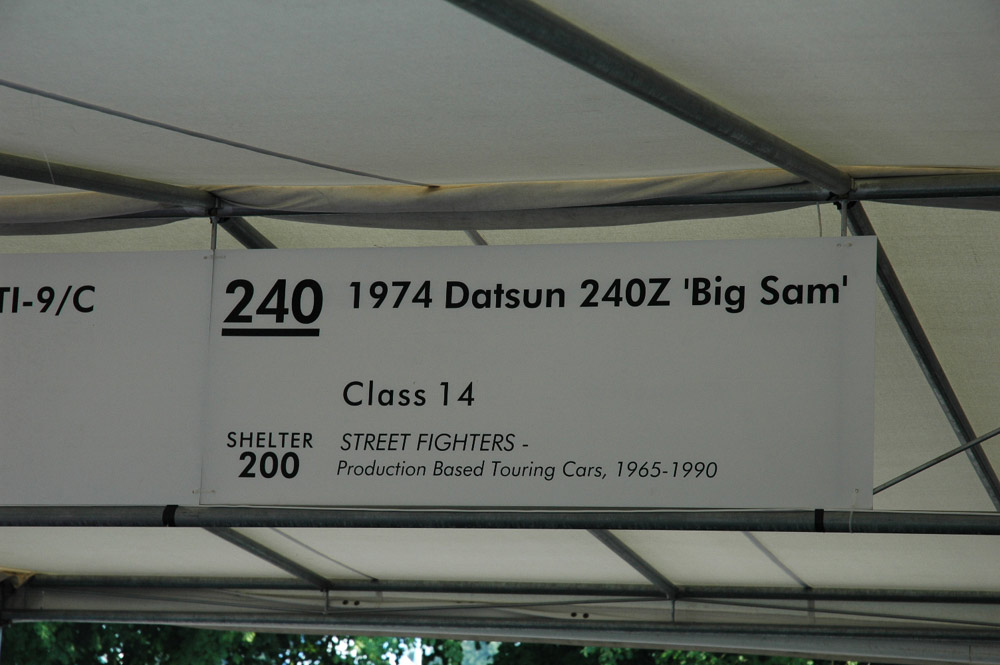 TI-9/C
240 1974 Datsun 240Z 'Big Sam'
Class 14
SHELTER
200
STREET FIGHTERS -
Production Based Touring Cars, 1965-1990